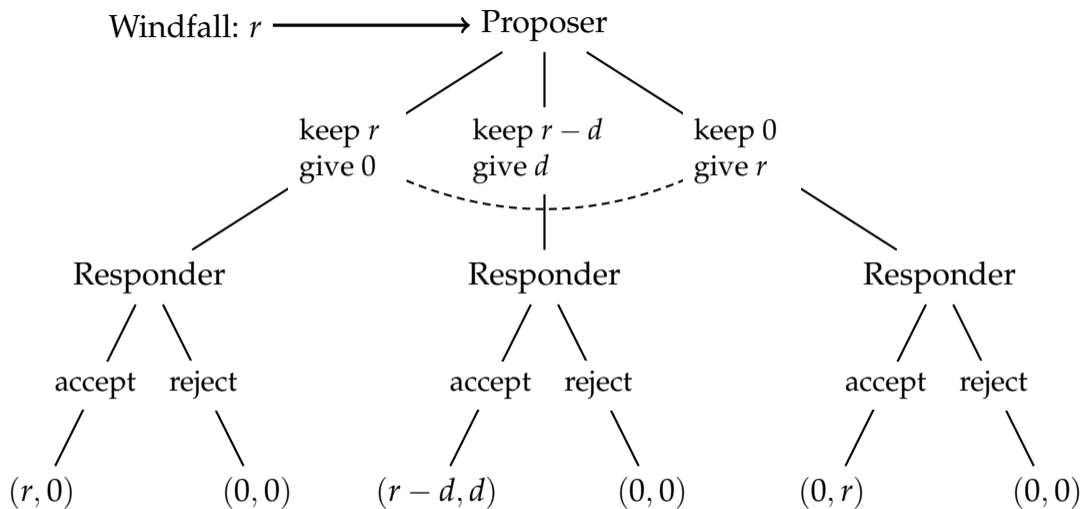 Windfall: r Proposer
keep r keep r − d keep 0
give 0 give d give r
Responder Responder Responder
accept reject accept reject accept reject
(r, 0) (0, 0) (r − d, d) (0, 0) (0, r) (0, 0)